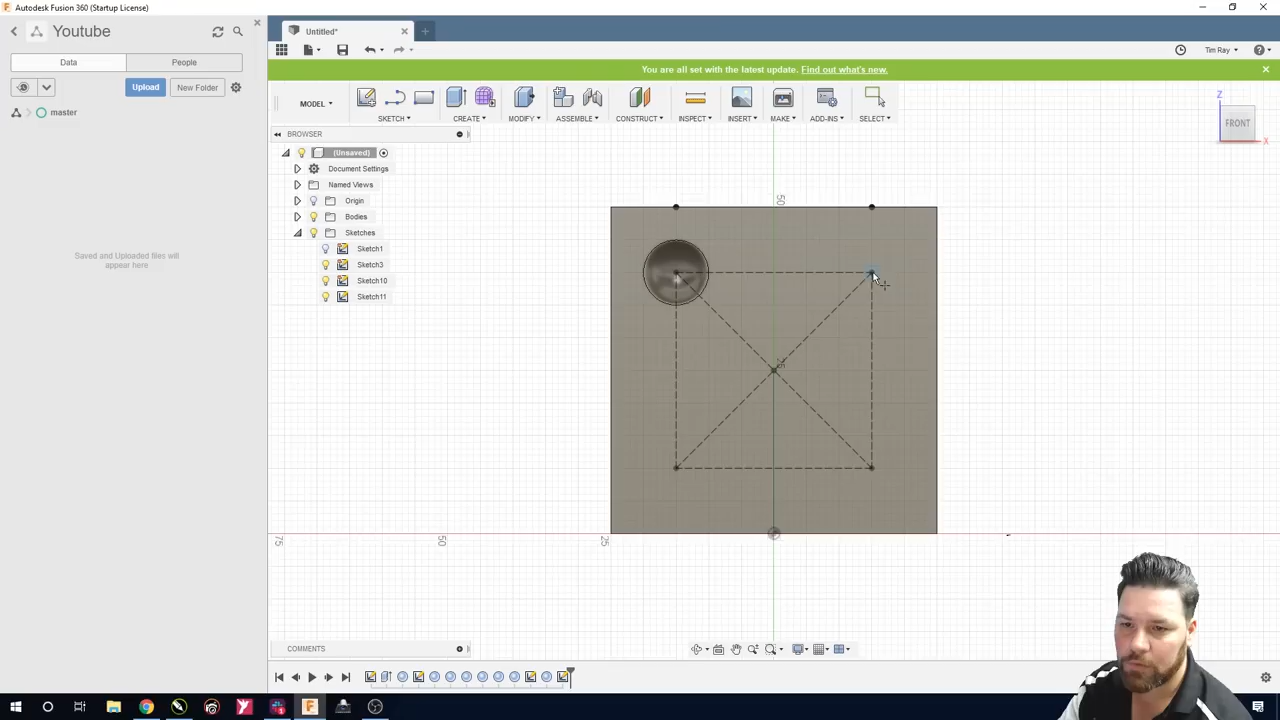 Autodesk Fusion 360 (Startup License)
Youtube
Data
People
Upload
New Folder
master
Saved and Uploaded files will
appear here
Untitled*
Tim Ray
You are all set with the latest update. Find out what's new.
MODEL
SKETCH
CREATE
MODIFY
ASSEMBLE
CONSTRUCT
INSPECT
INSERT
MAKE
ADD-INS
SELECT
BROWSER
(Unsaved)
Document Settings
Named Views
Origin
Bodies
Sketches
Sketch1
Sketch3
Sketch10
Sketch11
Z
FRONT
X
50
25
75
50
25
COMMENTS